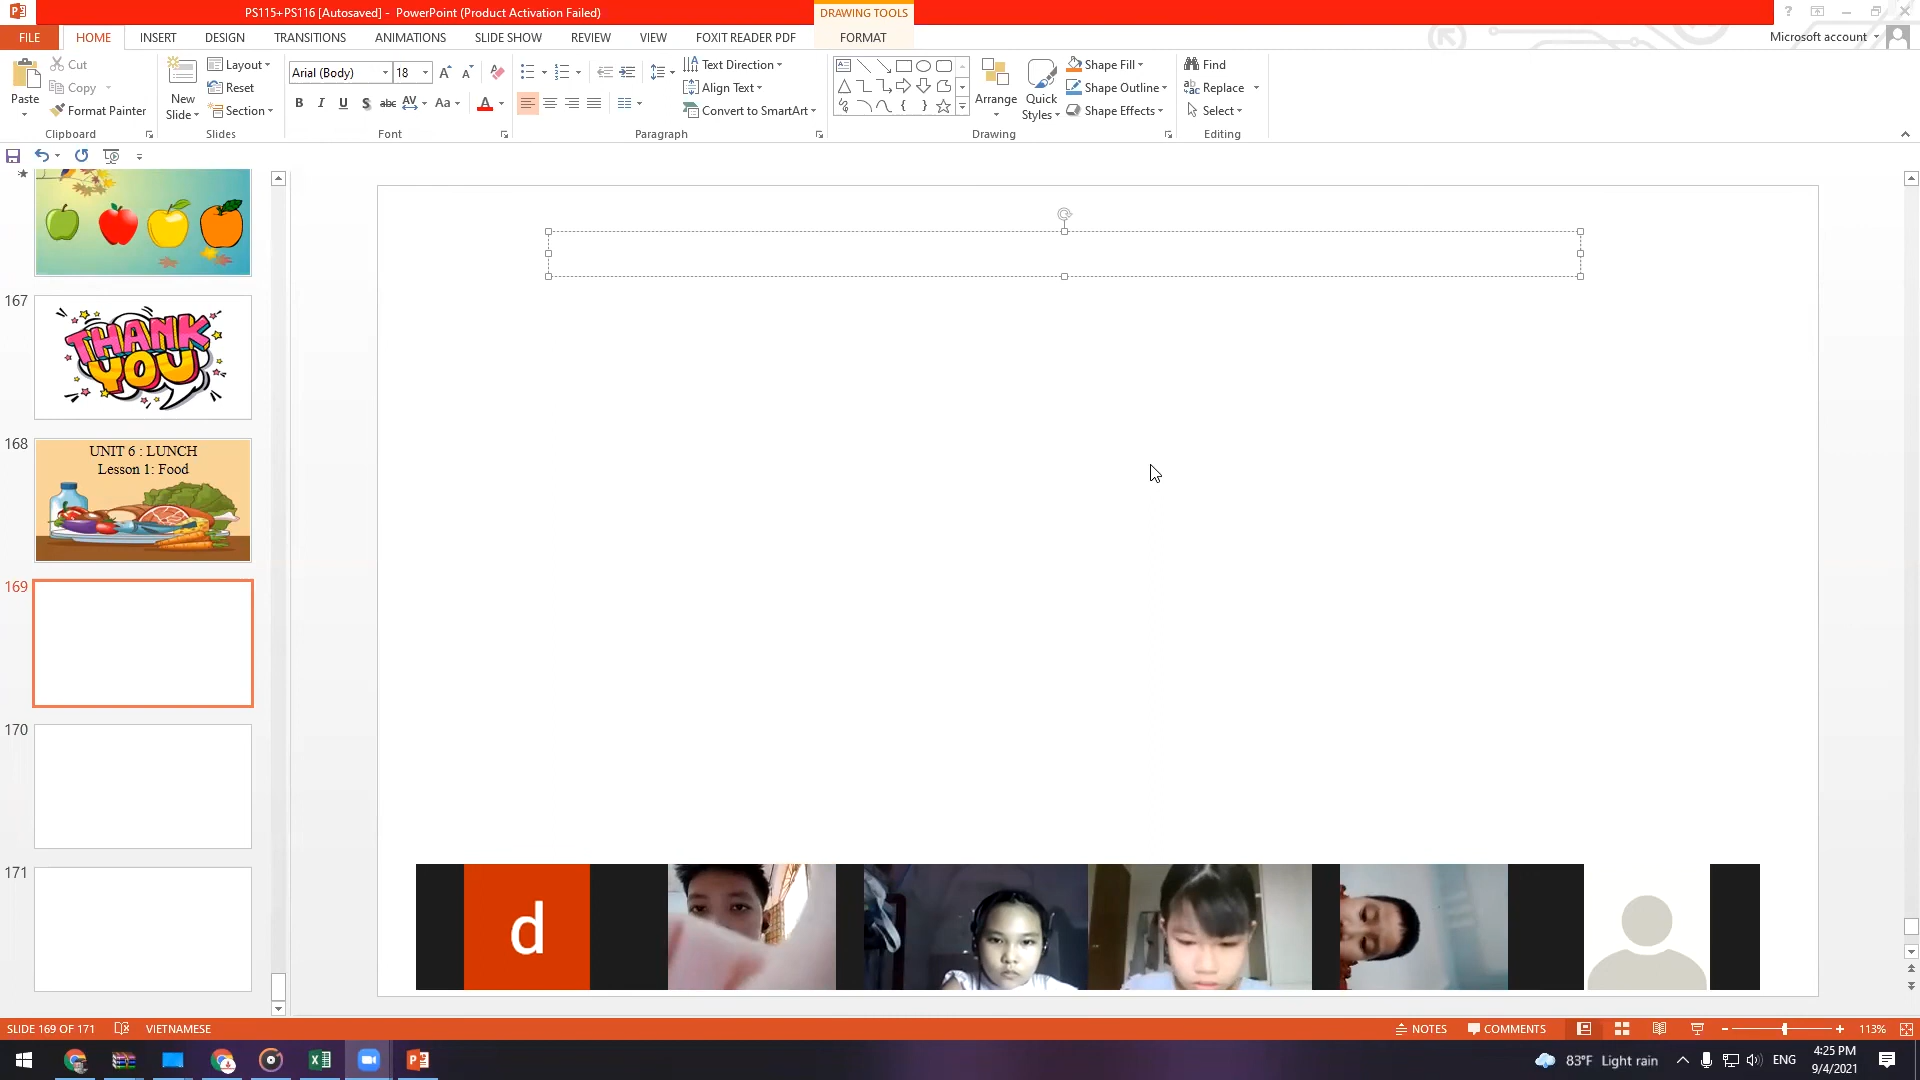 PS115+PS116 [Autosaved] - PowerPoint (Product Activation Failed)
DRAWING TOOLS
FILE
HOME
INSERT
DESIGN
TRANSITIONS
ANIMATIONS
SLIDE SHOW
REVIEW
VIEW
FOXIT READER PDF
FORMAT
Microsoft account
Paste
Cut
Copy
Format Painter
Clipboard
New Slide
Layout
Reset
Section
Slides
Arial (Body)
18
B I U S abc AV Aa A
Font
Text Direction
Align Text
Convert to SmartArt
Paragraph
Arrange
Quick Styles
Shape Fill
Shape Outline
Shape Effects
Drawing
Find
Replace
Select
Editing
167
THANK
YOU
168
UNIT 6 : LUNCH
Lesson 1: Food
169
170
171
d
SLIDE 169 OF 171
VIETNAMESE
NOTES
COMMENTS
113%
83°F Light rain
ENG
4:25 PM
9/4/2021